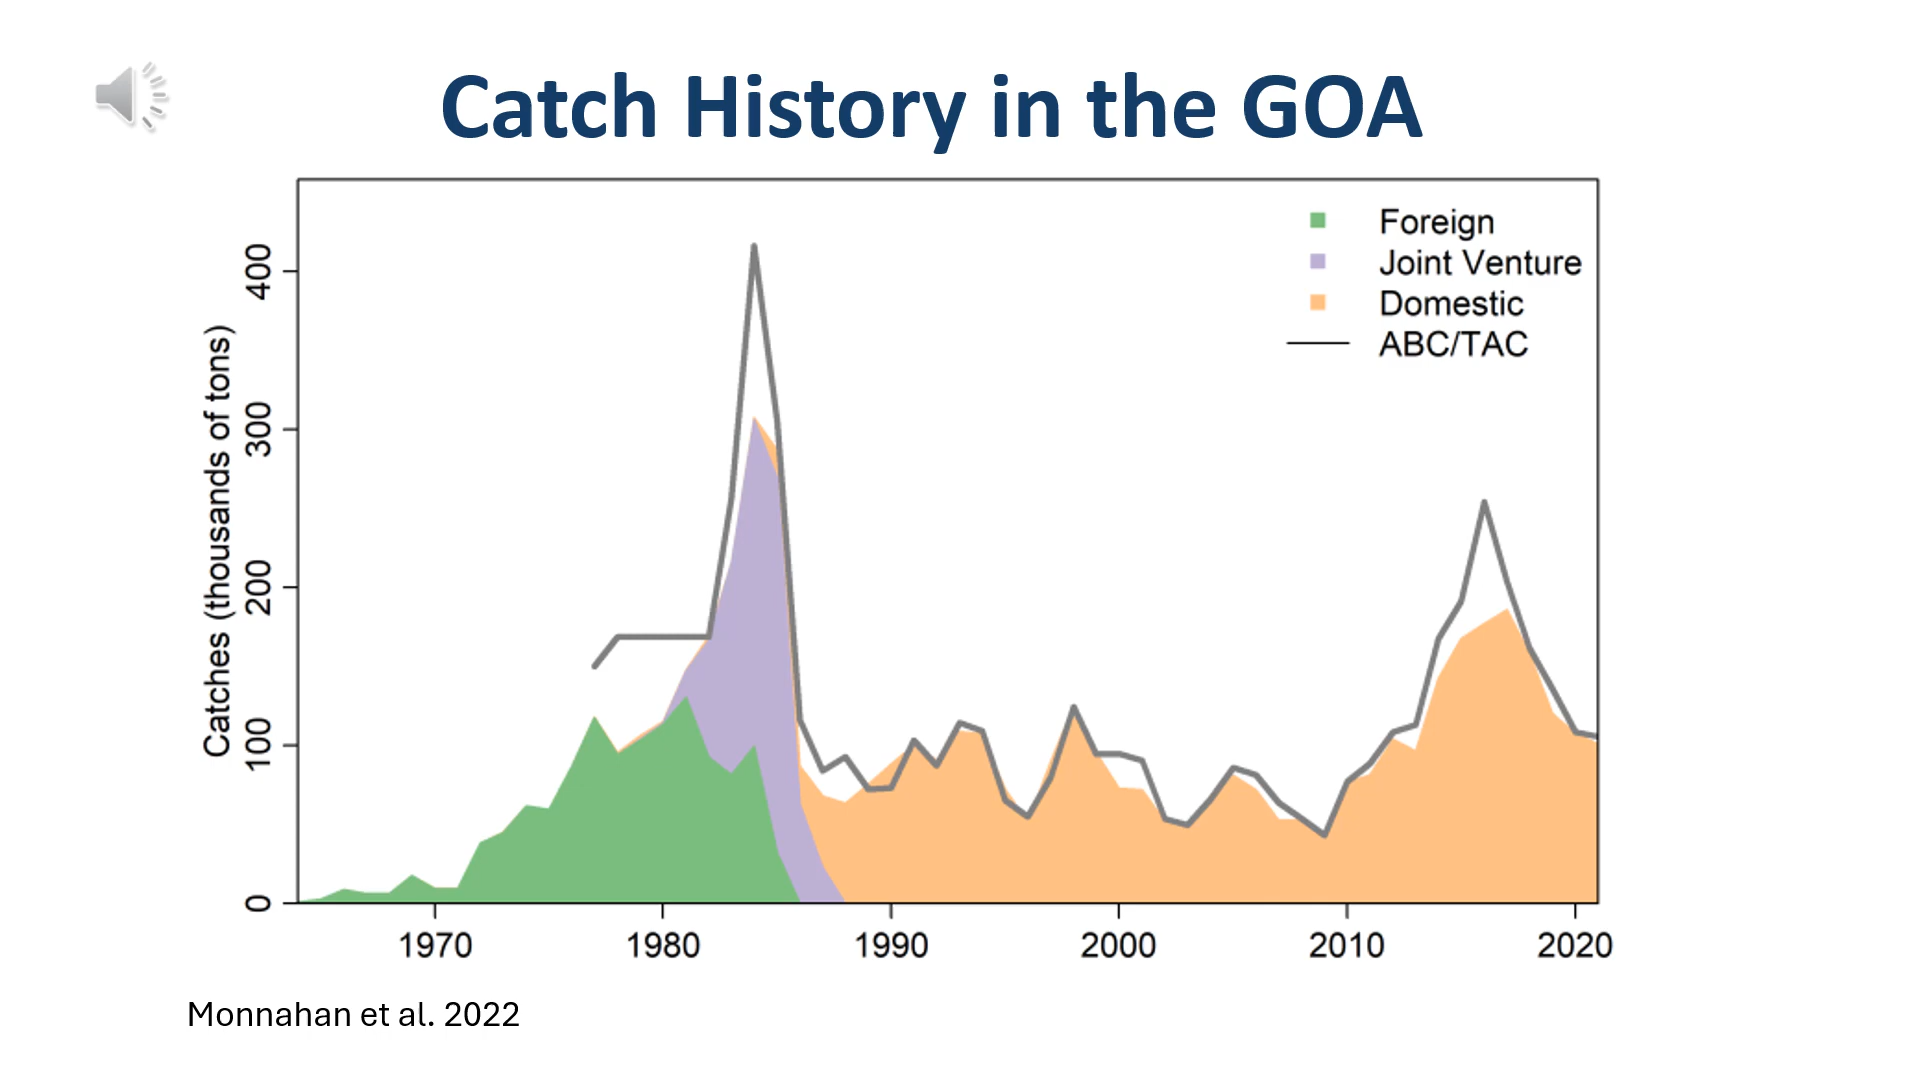 Catch History in the GOA
Foreign
Joint Venture
Domestic
ABC/TAC
Catches (thousands of tons)
400
300
200
100
0
1970 1980 1990 2000 2010 2020
Monnahan et al. 2022